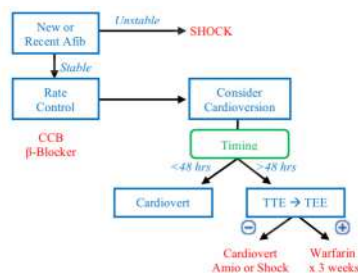 New or
Recent Afib
Unstable
SHOCK
Stable
Rate
Control
Consider
Cardioversion
CCB
β-Blocker
Timing
<48 hrs
>48 hrs
Cardiovert
TTE → TEE
−
+
Cardiovert
Amio or Shock
Warfarin
x 3 weeks